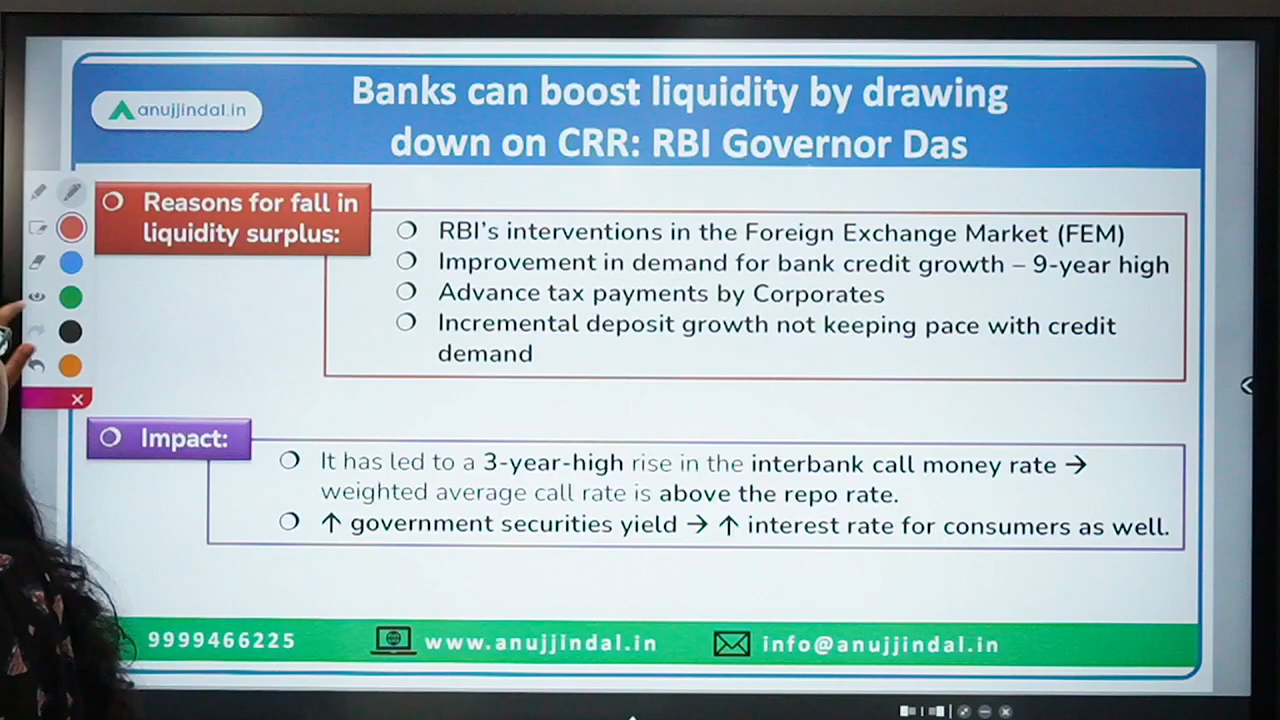 Banks can boost liquidity by drawing
down on CRR: RBI Governor Das
anujjindal.in
Reasons for fall in
liquidity surplus:
RBI's interventions in the Foreign Exchange Market (FEM)
Improvement in demand for bank credit growth – 9-year high
Advance tax payments by Corporates
Incremental deposit growth not keeping pace with credit
demand
Impact:
It has led to a 3-year-high rise in the interbank call money rate →
weighted average call rate is above the repo rate.
↑ government securities yield → ↑ interest rate for consumers as well.
9999466225 www.anujjindal.in info@anujjindal.in